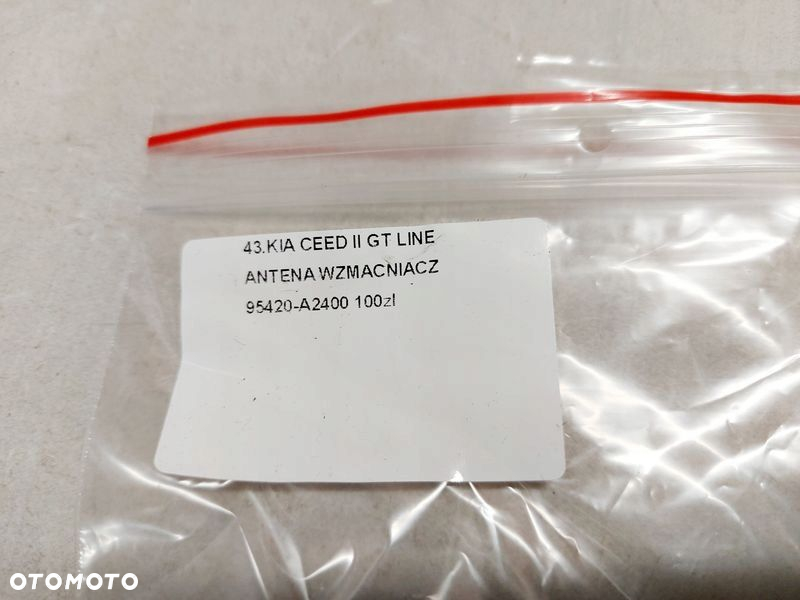 43.KIA CEED II GT LINE
ANTENA WZMACNIACZ
95420-A2400 100zl
OTOMOTO